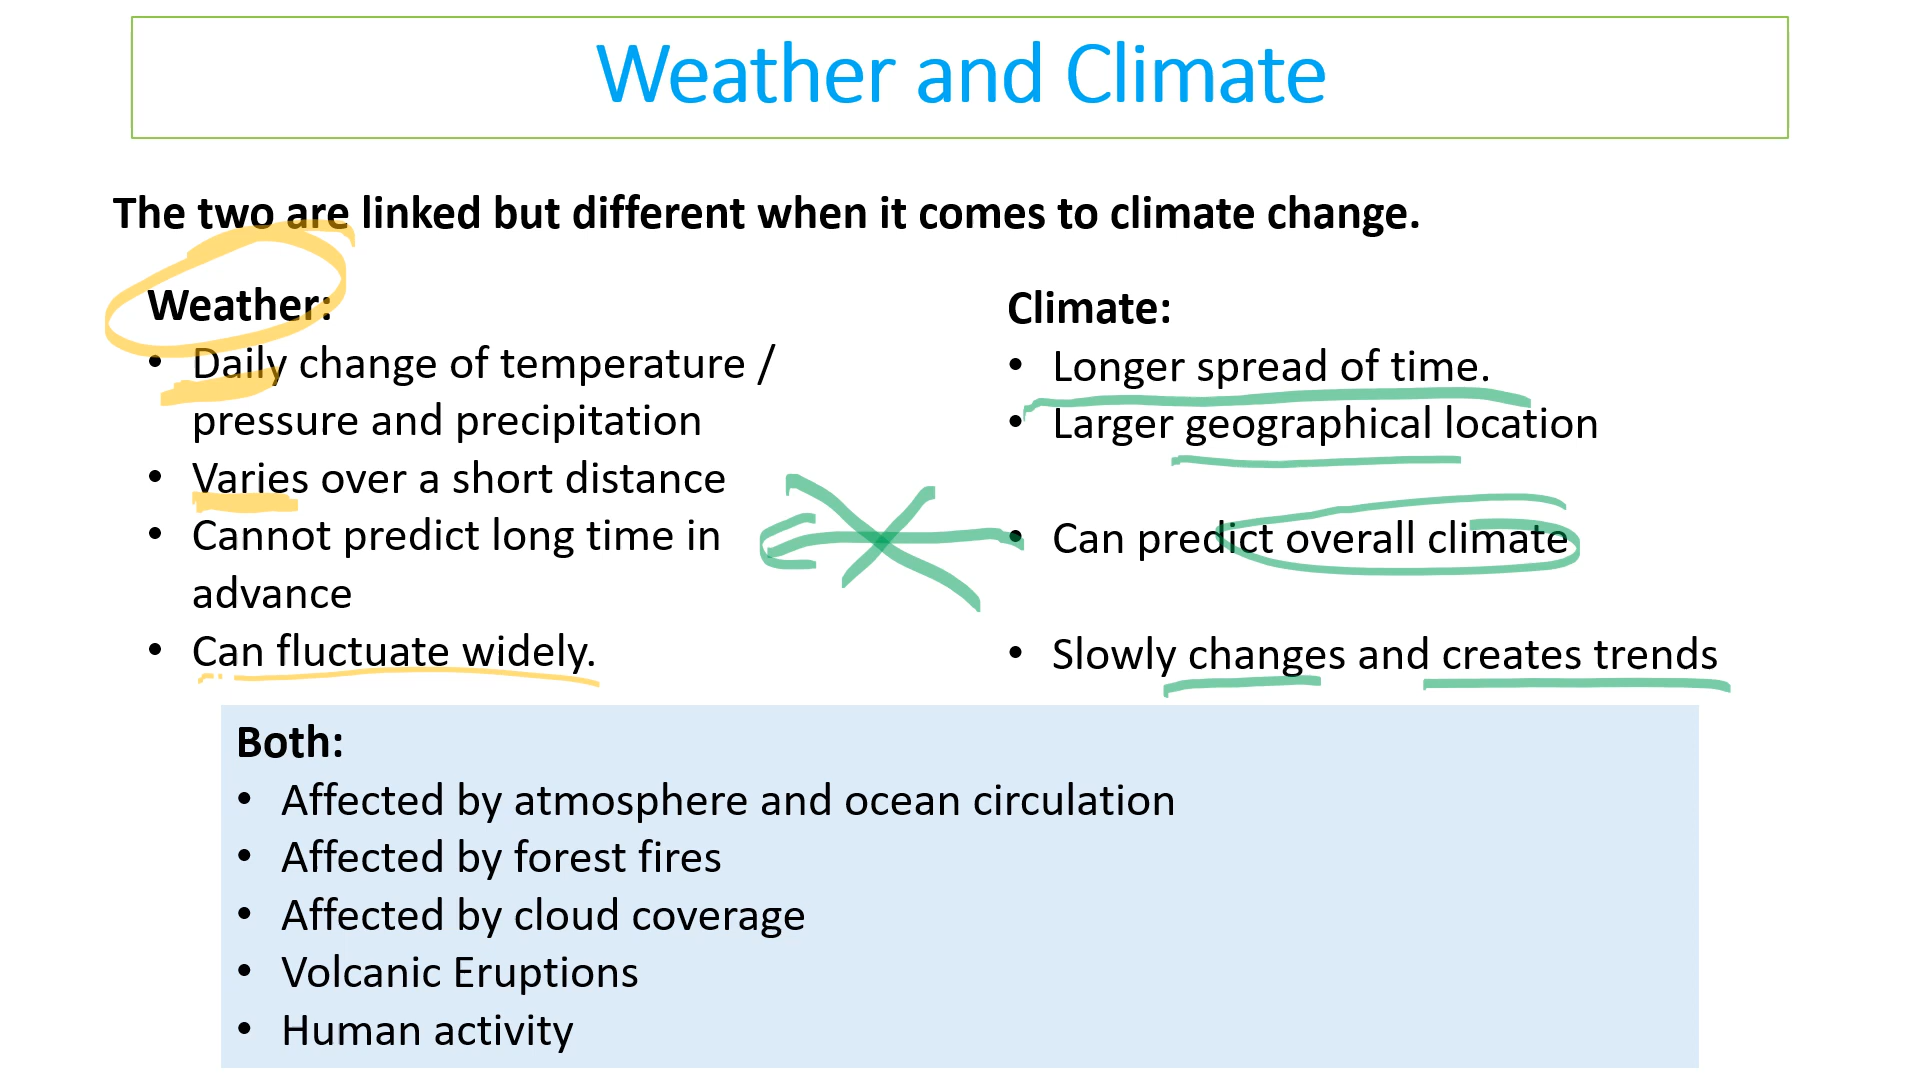 Weather and Climate
The two are linked but different when it comes to climate change.
Weather:
• Daily change of temperature /
pressure and precipitation
• Varies over a short distance
• Cannot predict long time in
advance
• Can fluctuate widely.
Climate:
• Longer spread of time.
• Larger geographical location
• Can predict overall climate
• Slowly changes and creates trends
Both:
• Affected by atmosphere and ocean circulation
• Affected by forest fires
• Affected by cloud coverage
• Volcanic Eruptions
• Human activity